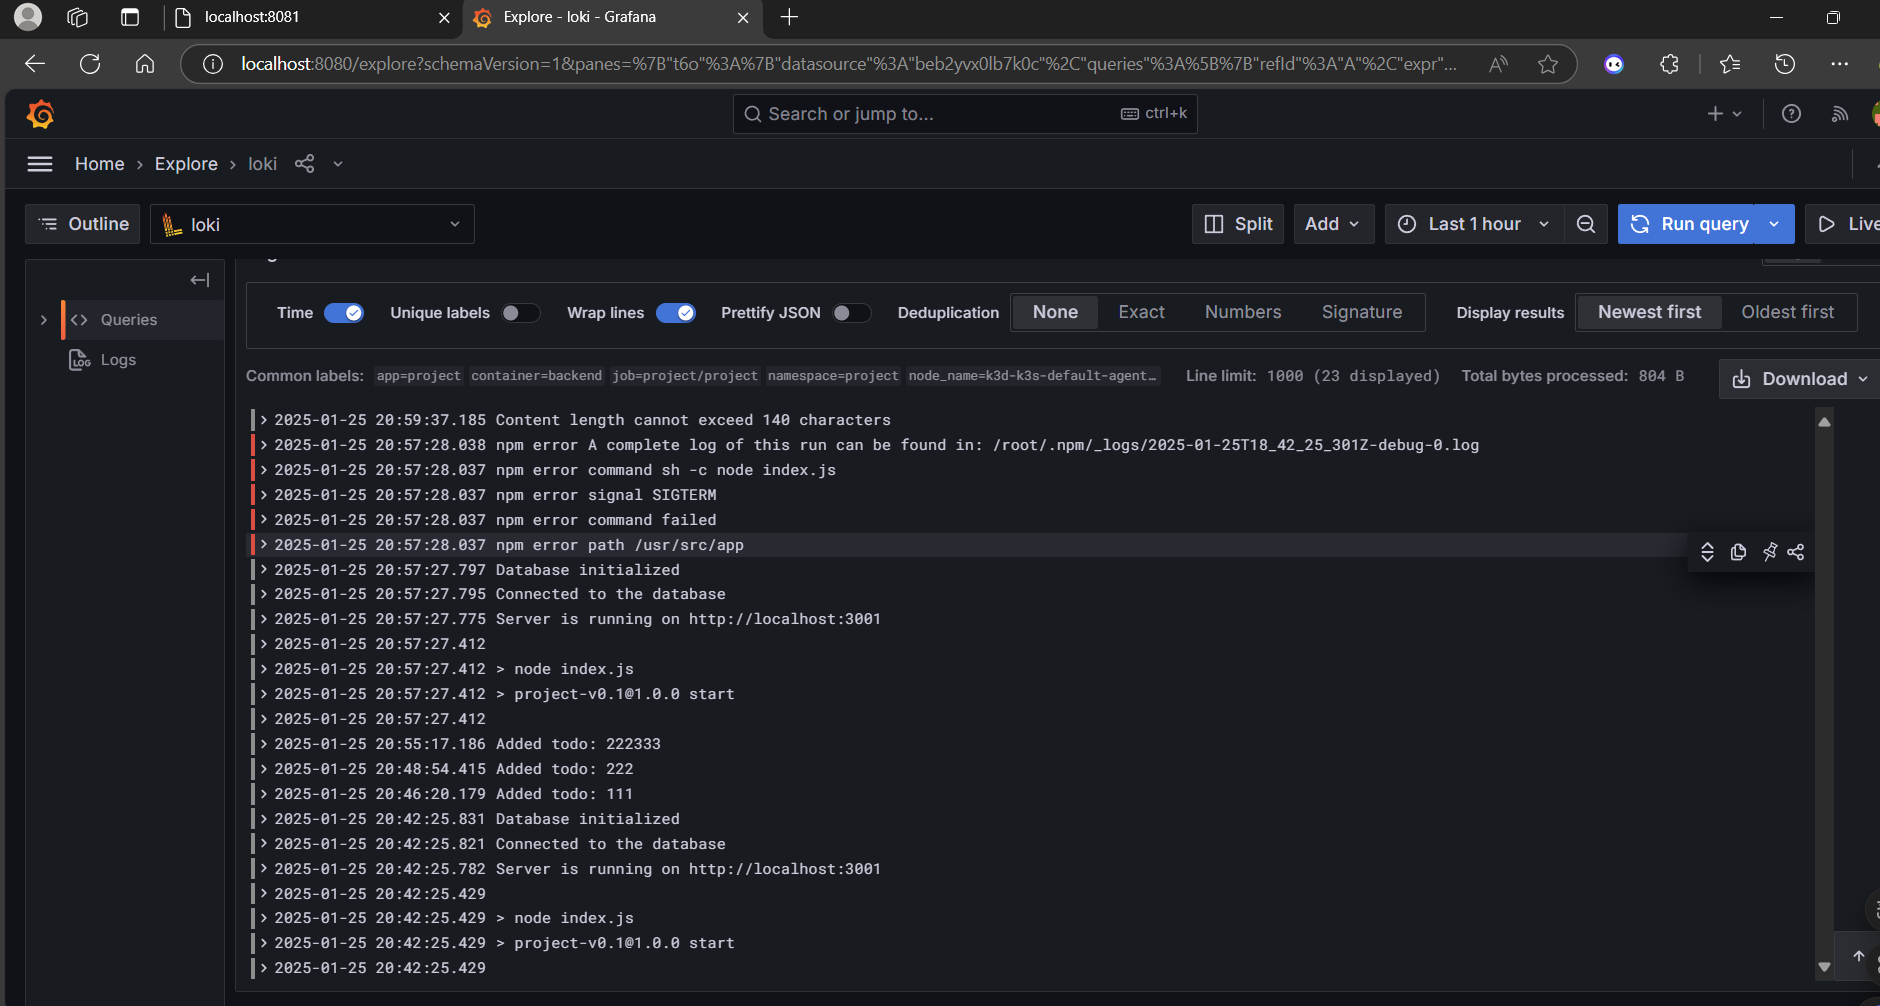 localhost:8081
Explore - loki - Grafana
localhost:8080/explore?schemaVersion=1&panes=%7B"t6o"%3A%7B"datasource"%3A"beb2yvx0lb7k0c"%2C"queries"%3A%5B%7B"refId"%3A"A"%2C"expr"...
Search or jump to... ctrl+k
Home › Explore › loki
Outline loki Split Add Last 1 hour Run query Live
Queries
Logs
Time Unique labels Wrap lines Prettify JSON Deduplication None Exact Numbers Signature Display results Newest first Oldest first
Common labels: app=project container=backend job=project/project namespace=project node_name=k3d-k3s-default-agent… Line limit: 1000 (23 displayed) Total bytes processed: 804 B Download
› 2025-01-25 20:59:37.185 Content length cannot exceed 140 characters
› 2025-01-25 20:57:28.038 npm error A complete log of this run can be found in: /root/.npm/_logs/2025-01-25T18_42_25_301Z-debug-0.log
› 2025-01-25 20:57:28.037 npm error command sh -c node index.js
› 2025-01-25 20:57:28.037 npm error signal SIGTERM
› 2025-01-25 20:57:28.037 npm error command failed
› 2025-01-25 20:57:28.037 npm error path /usr/src/app
› 2025-01-25 20:57:27.797 Database initialized
› 2025-01-25 20:57:27.795 Connected to the database
› 2025-01-25 20:57:27.775 Server is running on http://localhost:3001
› 2025-01-25 20:57:27.412
› 2025-01-25 20:57:27.412 > node index.js
› 2025-01-25 20:57:27.412 > project-v0.1@1.0.0 start
› 2025-01-25 20:57:27.412
› 2025-01-25 20:55:17.186 Added todo: 222333
› 2025-01-25 20:48:54.415 Added todo: 222
› 2025-01-25 20:46:20.179 Added todo: 111
› 2025-01-25 20:42:25.831 Database initialized
› 2025-01-25 20:42:25.821 Connected to the database
› 2025-01-25 20:42:25.782 Server is running on http://localhost:3001
› 2025-01-25 20:42:25.429
› 2025-01-25 20:42:25.429 > node index.js
› 2025-01-25 20:42:25.429 > project-v0.1@1.0.0 start
› 2025-01-25 20:42:25.429